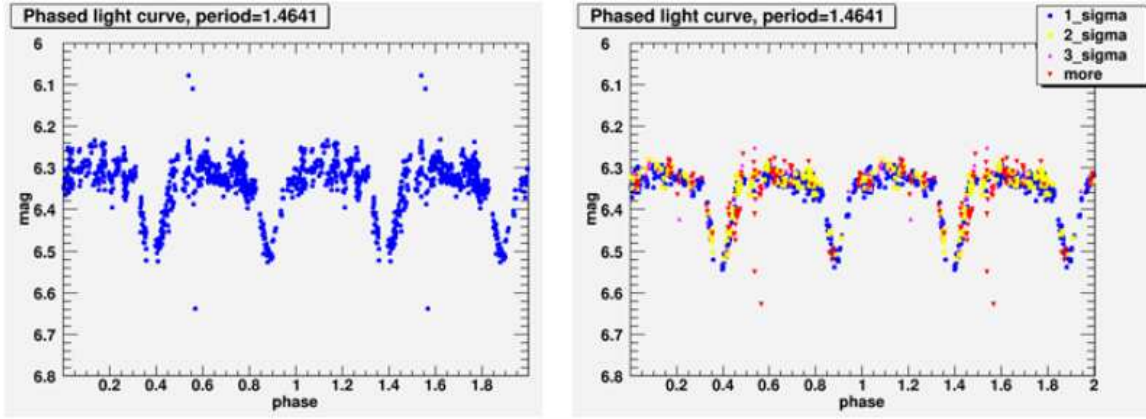 Phased light curve, period=1.4641
mag
6
6.1
6.2
6.3
6.4
6.5
6.6
6.7
6.8
0.2 0.4 0.6 0.8 1 1.2 1.4 1.6 1.8
phase
Phased light curve, period=1.4641
1_sigma
2_sigma
3_sigma
more
mag
6
6.1
6.2
6.3
6.4
6.5
6.6
6.7
6.8
0.2 0.4 0.6 0.8 1 1.2 1.4 1.6 1.8 2
phase